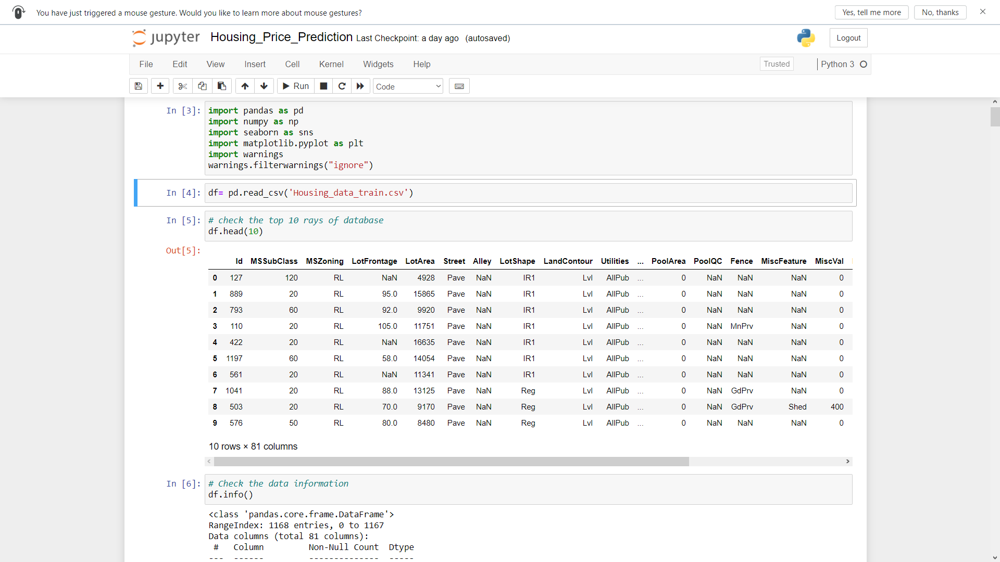 You have just triggered a mouse gesture. Would you like to learn more about mouse gestures? Yes, tell me more No, thanks
jupyter Housing_Price_Prediction Last Checkpoint: a day ago (autosaved) Logout
File Edit View Insert Cell Kernel Widgets Help Trusted Python 3
Run Code
In [3]: import pandas as pd
import numpy as np
import seaborn as sns
import matplotlib.pyplot as plt
import warnings
warnings.filterwarnings("ignore")
In [4]: df= pd.read_csv('Housing_data_train.csv')
In [5]: # check the top 10 rays of database
df.head(10)
Out[5]:
Id MSSubClass MSZoning LotFrontage LotArea Street Alley LotShape LandContour Utilities ... PoolArea PoolQC Fence MiscFeature MiscVal
0 127 120 RL NaN 4928 Pave NaN IR1 Lvl AllPub ... 0 NaN NaN NaN 0
1 889 20 RL 95.0 15865 Pave NaN IR1 Lvl AllPub ... 0 NaN NaN NaN 0
2 793 60 RL 92.0 9920 Pave NaN IR1 Lvl AllPub ... 0 NaN NaN NaN 0
3 110 20 RL 105.0 11751 Pave NaN IR1 Lvl AllPub ... 0 NaN MnPrv NaN 0
4 422 20 RL NaN 16635 Pave NaN IR1 Lvl AllPub ... 0 NaN NaN NaN 0
5 1197 60 RL 58.0 14054 Pave NaN IR1 Lvl AllPub ... 0 NaN NaN NaN 0
6 561 20 RL NaN 11341 Pave NaN IR1 Lvl AllPub ... 0 NaN NaN NaN 0
7 1041 20 RL 88.0 13125 Pave NaN Reg Lvl AllPub ... 0 NaN GdPrv NaN 0
8 503 20 RL 70.0 9170 Pave NaN Reg Lvl AllPub ... 0 NaN GdPrv Shed 400
9 576 50 RL 80.0 8480 Pave NaN Reg Lvl AllPub ... 0 NaN NaN NaN 0
10 rows × 81 columns
In [6]: # Check the data information
df.info()
<class 'pandas.core.frame.DataFrame'>
RangeIndex: 1168 entries, 0 to 1167
Data columns (total 81 columns):
# Column Non-Null Count Dtype
--- ------ -------------- -----